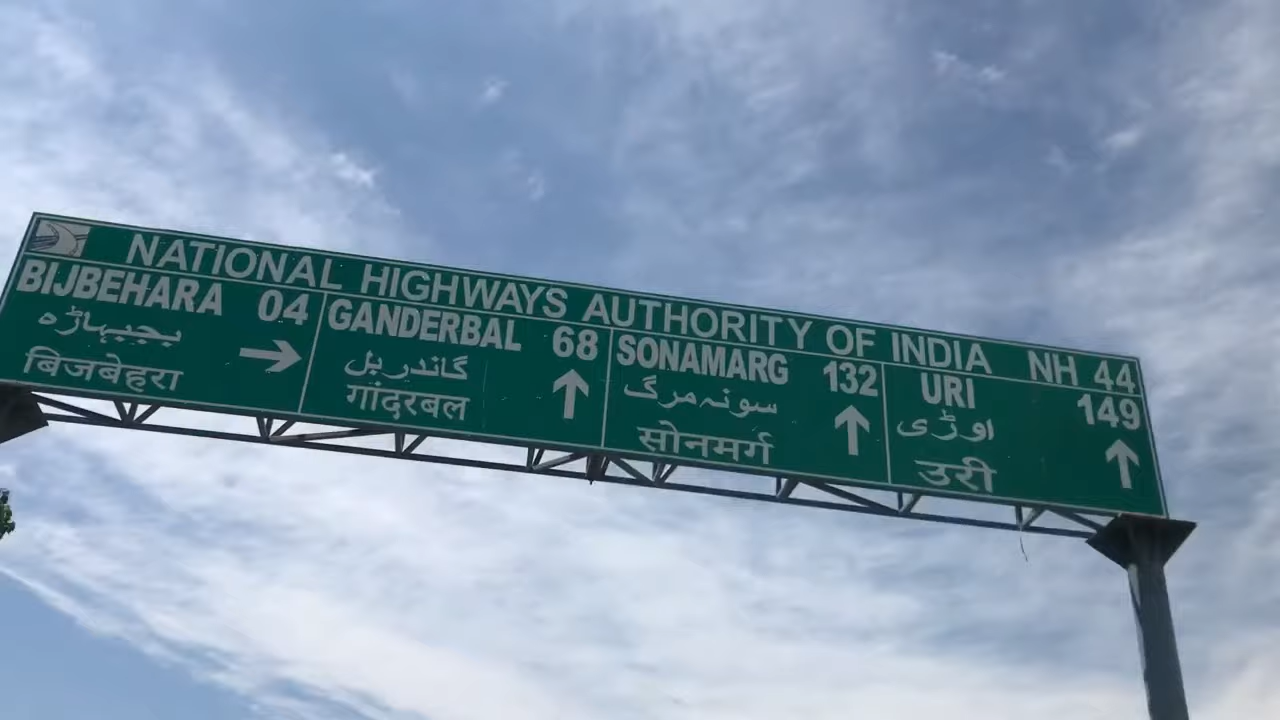 NATIONAL HIGHWAYS AUTHORITY OF INDIA NH 44
BIJBEHARA 04
بجبہاڑہ
बिजबेहरा
GANDERBAL 68
گاندربل
गांदरबल
SONAMARG 132
سونہ مرگ
सोनमर्ग
URI 149
اوڑی
उरी